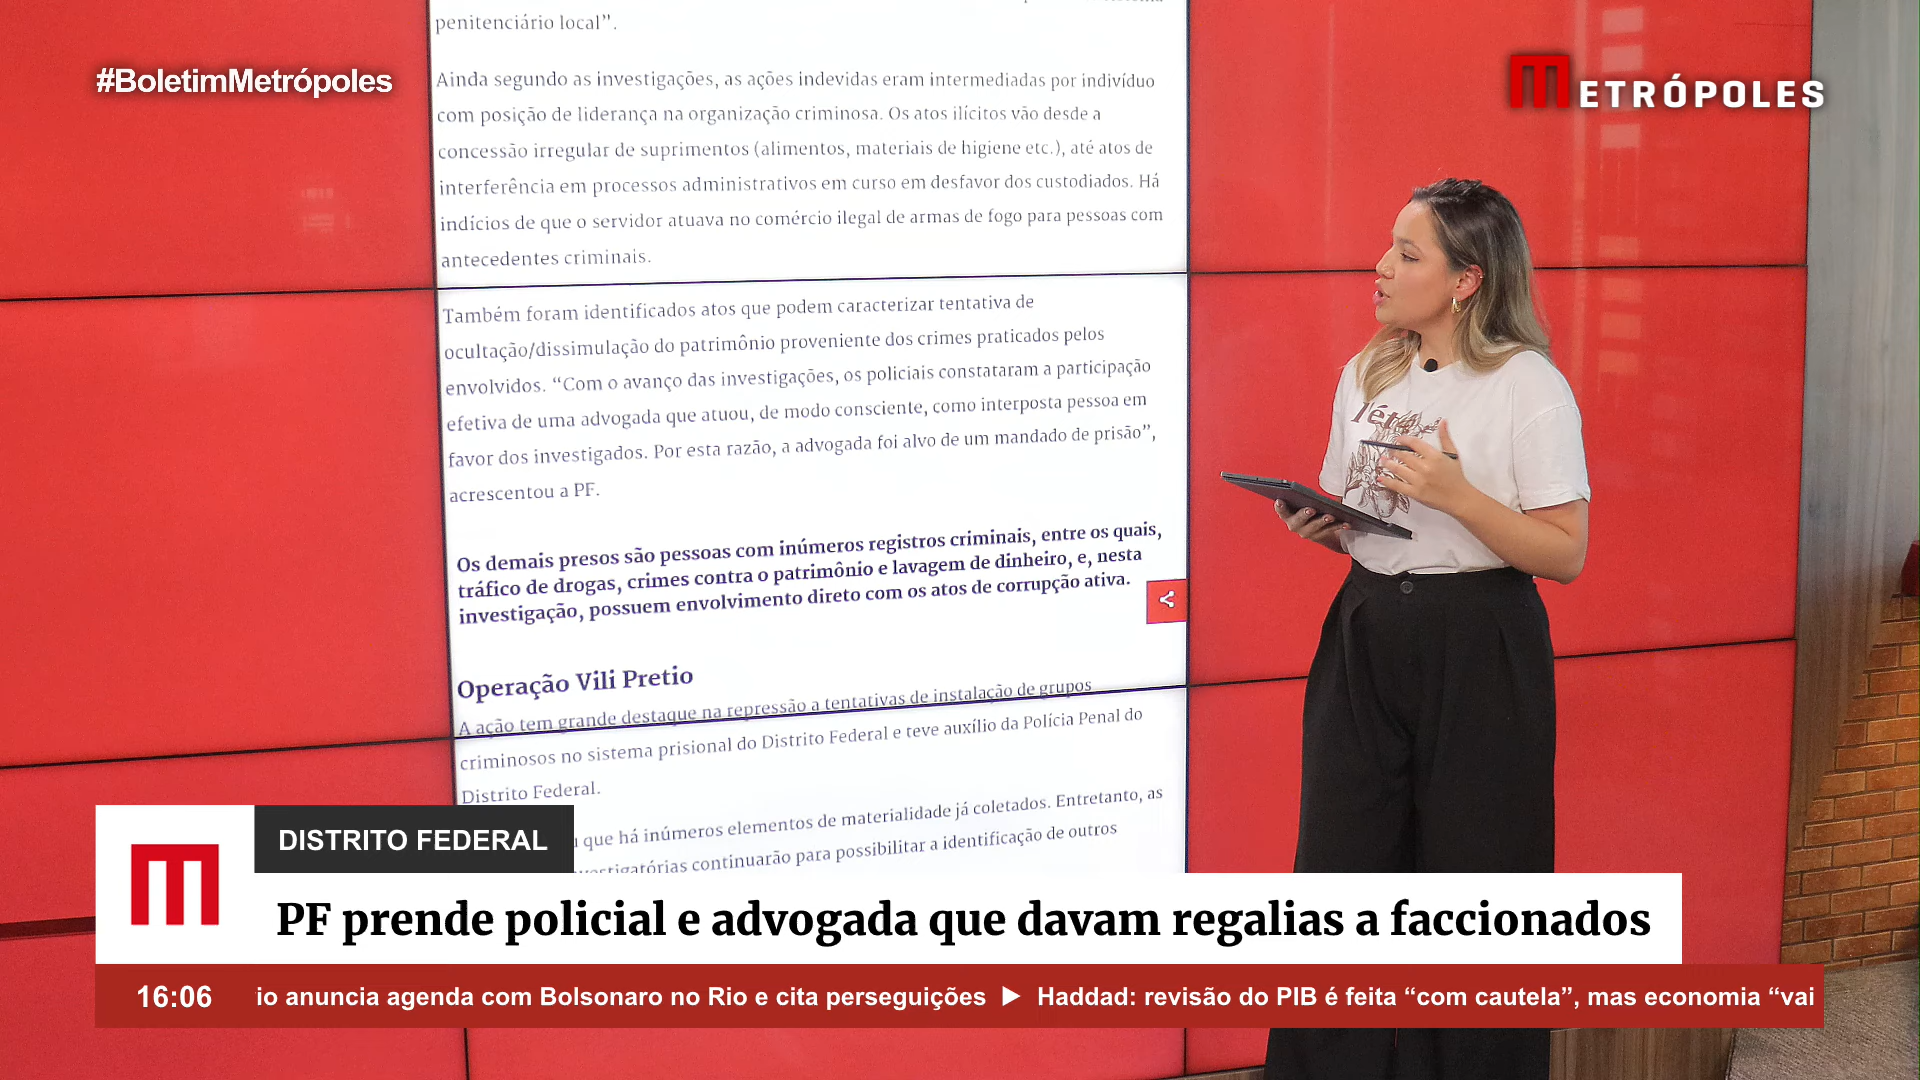 penitenciário local”.
#BoletimMetrópoles
METRÓPOLES
Ainda segundo as investigações, as ações indevidas eram intermediadas por indivíduo
com posição de liderança na organização criminosa. Os atos ilícitos vão desde a
concessão irregular de suprimentos (alimentos, materiais de higiene etc.), até atos de
interferência em processos administrativos em curso em desfavor dos custodiados. Há
indícios de que o servidor atuava no comércio ilegal de armas de fogo para pessoas com
antecedentes criminais.
Também foram identificados atos que podem caracterizar tentativa de
ocultação/dissimulação do patrimônio proveniente dos crimes praticados pelos
envolvidos. “Com o avanço das investigações, os policiais constataram a participação
efetiva de uma advogada que atuou, de modo consciente, como interposta pessoa em
favor dos investigados. Por esta razão, a advogada foi alvo de um mandado de prisão”,
acrescentou a PF.
l'été
Os demais presos são pessoas com inúmeros registros criminais, entre os quais,
tráfico de drogas, crimes contra o patrimônio e lavagem de dinheiro, e, nesta
investigação, possuem envolvimento direto com os atos de corrupção ativa.
Operação Vili Pretio
A ação tem grande destaque na repressão a tentativas de instalação de grupos
criminosos no sistema prisional do Distrito Federal e teve auxílio da Polícia Penal do
Distrito Federal.
que há inúmeros elementos de materialidade já coletados. Entretanto, as
continuarão para possibilitar a identificação de outros
DISTRITO FEDERAL
PF prende policial e advogada que davam regalias a faccionados
16:06 io anuncia agenda com Bolsonaro no Rio e cita perseguições ▶ Haddad: revisão do PIB é feita “com cautela”, mas economia “vai